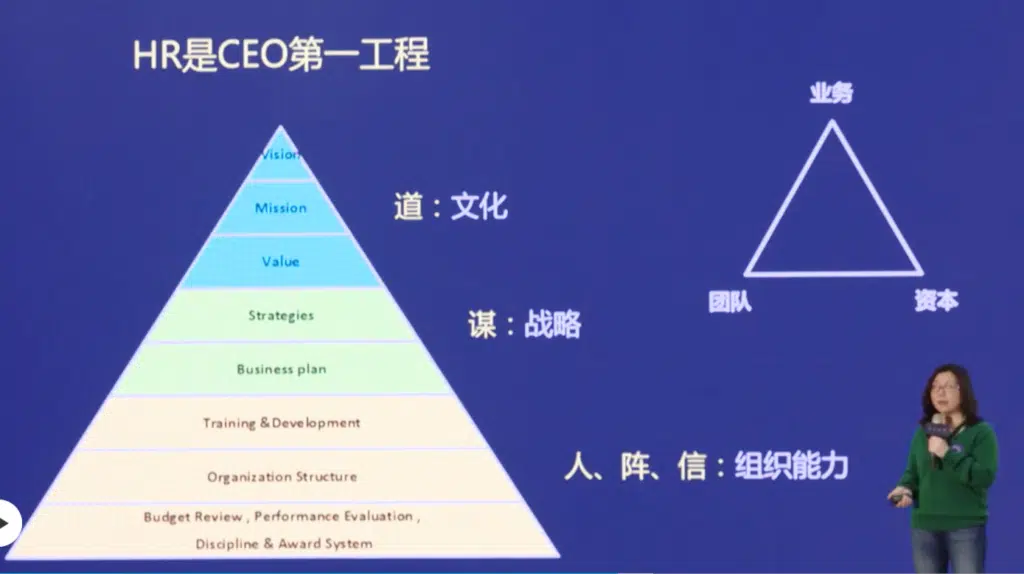 HR是CEO第一工程
业务
Vision
Mission
道：文化
Value
团队
资本
Strategies
谋：战略
Business plan
Training & Development
人、阵、信：组织能力
Organization Structure
Budget Review , Performance Evaluation ,
Discipline & Award System